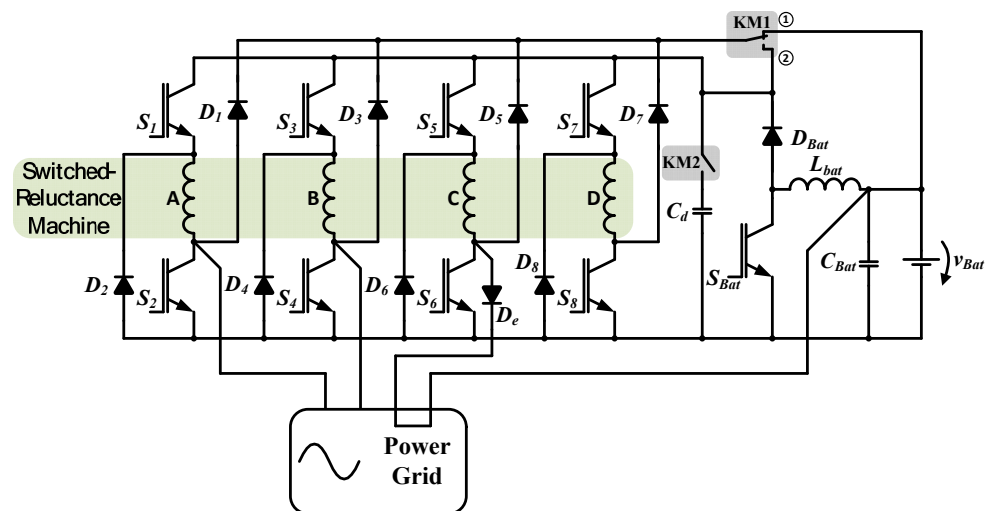 KM1 ①
②
S1 D1 S3 D3 S5 D5 S7 D7
DBat
KM2
Lbat
Switched-
Reluctance
Machine
A B C D
Cd
D2 S2 D4 S4 D6 S6 De D8 S8
SBat
CBat
vBat
Power
Grid